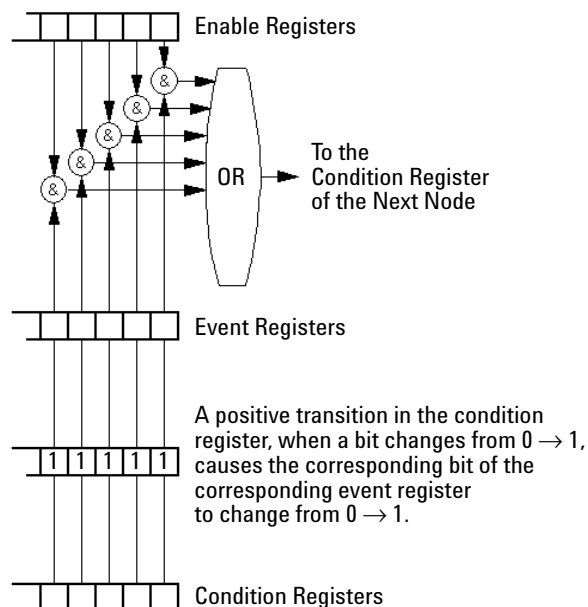 Enable Registers
&
&
&
&
&
OR
To the
Condition Register
of the Next Node
Event Registers
A positive transition in the condition
register, when a bit changes from 0 → 1,
causes the corresponding bit of the
corresponding event register
to change from 0 → 1.
1 1 1 1 1
Condition Registers